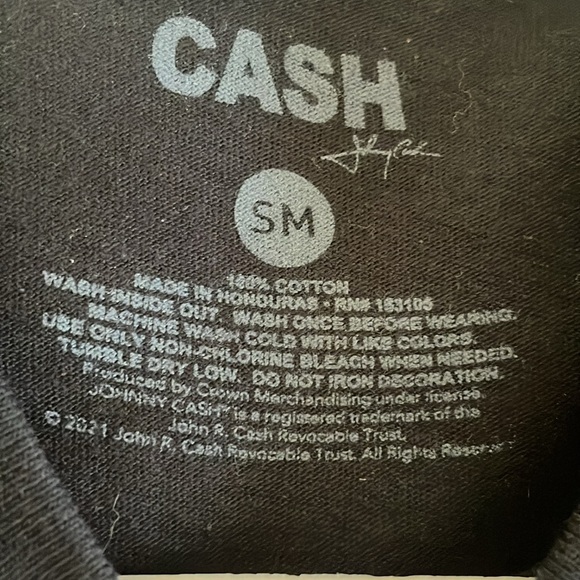 CASH
Johnny Cash
SM
100% COTTON
MADE IN HONDURAS • RN# 153105
WASH INSIDE OUT. WASH ONCE BEFORE WEARING.
MACHINE WASH COLD WITH LIKE COLORS.
USE ONLY NON-CHLORINE BLEACH WHEN NEEDED.
TUMBLE DRY LOW. DO NOT IRON DECORATION.
Produced by Crown Merchandising under license.
JOHNNY CASH® is a registered trademark of the
John R. Cash Revocable Trust.
© 2021 John R. Cash Revocable Trust. All Rights